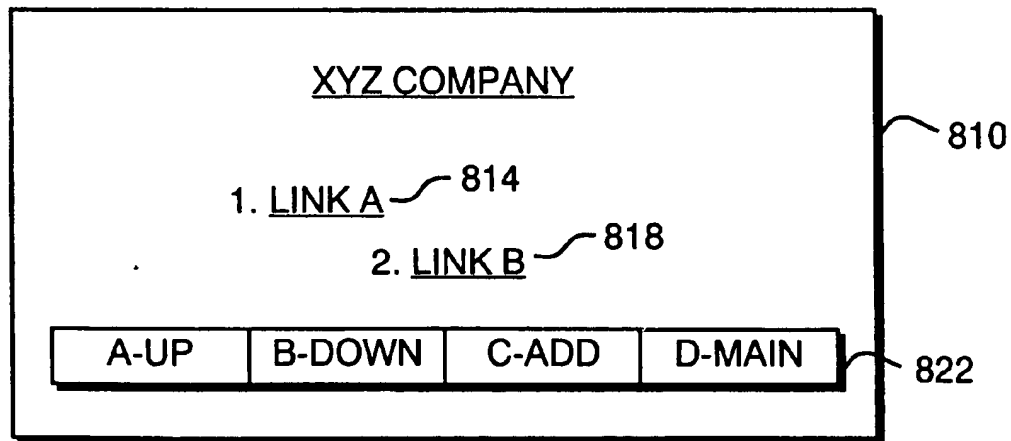 XYZ COMPANY
810
1. LINK A 814
2. LINK B 818
A-UP B-DOWN C-ADD D-MAIN
822